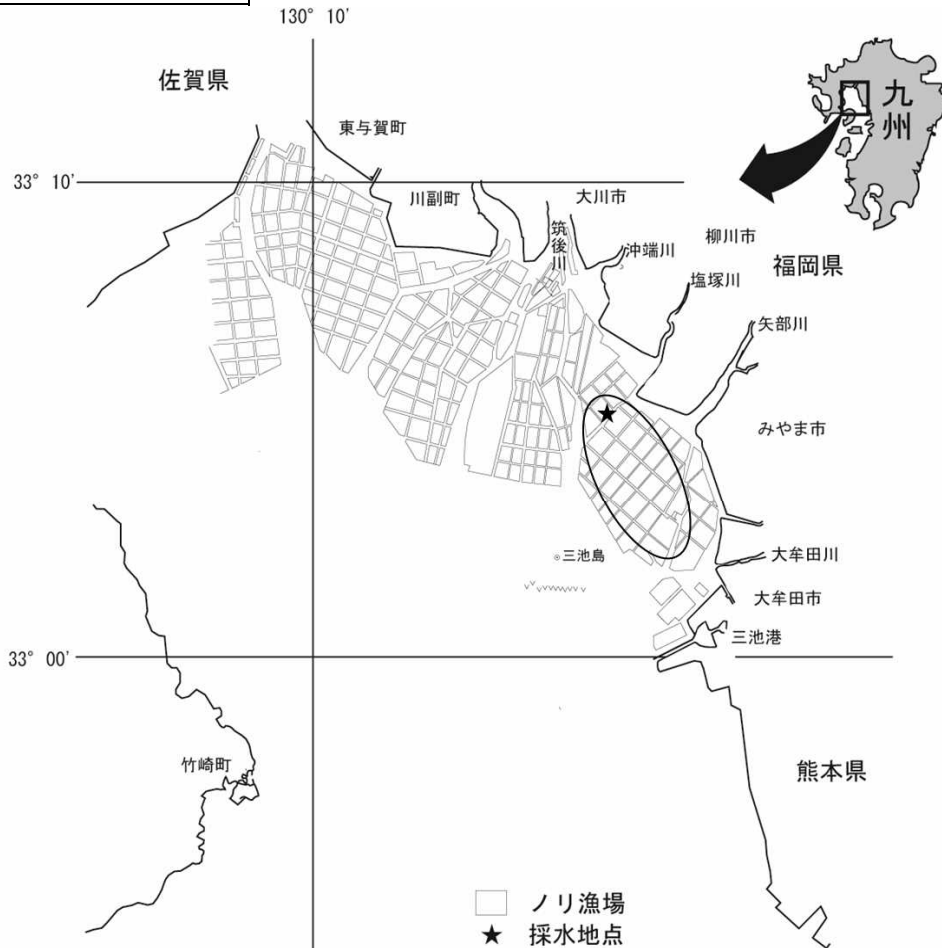 130° 10'
佐賀県
東与賀町
九州
33° 10'
川副町
大川市
筑後川
沖端川
柳川市
福岡県
塩塚川
矢部川
みやま市
三池島
大牟田川
大牟田市
三池港
33° 00'
竹崎町
熊本県
ノリ漁場
★ 採水地点